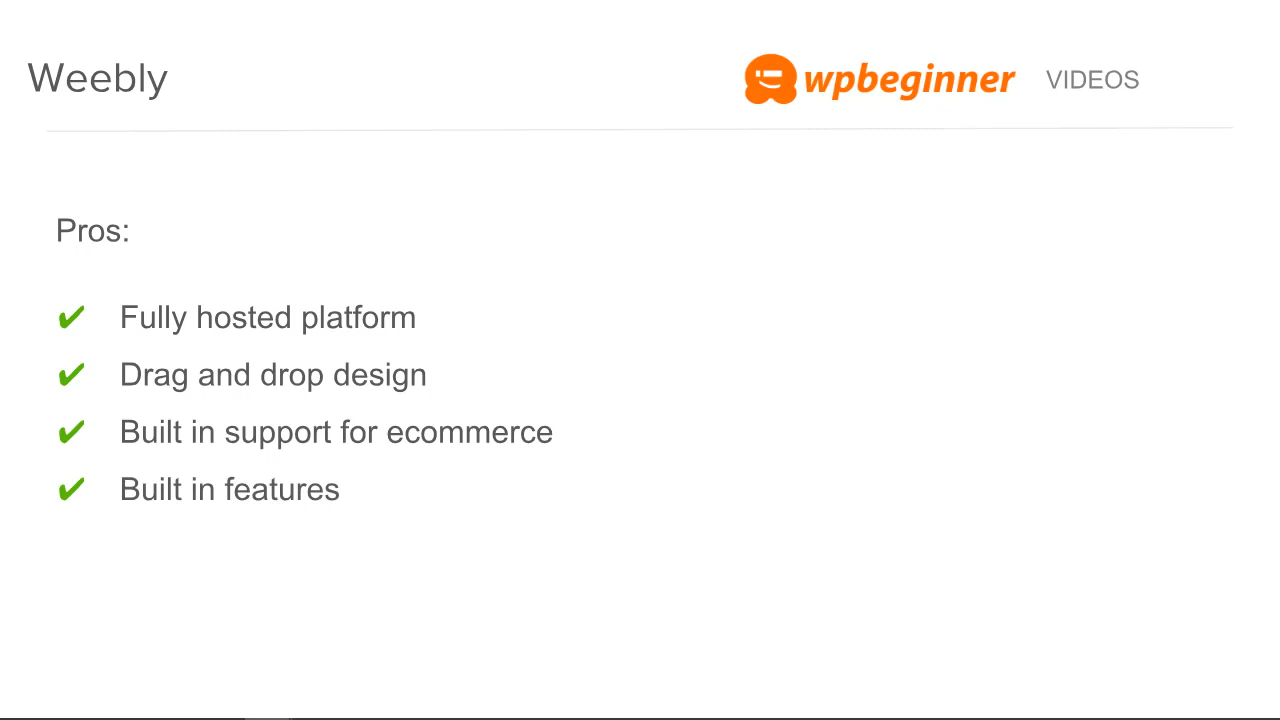 Weebly
wpbeginner VIDEOS
Pros:
✔ Fully hosted platform
✔ Drag and drop design
✔ Built in support for ecommerce
✔ Built in features